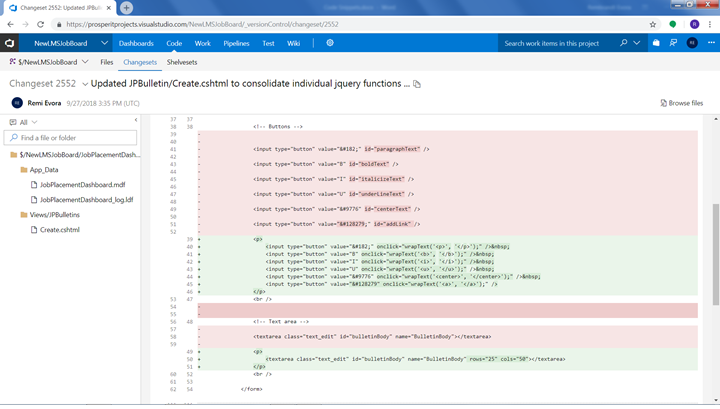 Changeset 2552: Updated JPBulle
https://prosperitprojects.visualstudio.com/NewLMSJobBoard/_versionControl/changeset/2552
NewLMSJobBoard Dashboards Code Work Pipelines Test Wiki Search work items in this project RE
$/NewLMSJobBoard Files Changesets Shelvesets
Changeset 2552 Updated JPBulletin/Create.cshtml to consolidate individual jquery functions ...
RE Remi Evora 9/27/2018 3:35 PM (UTC) Browse files
All
Find a file or folder
$/NewLMSJobBoard/JobPlacementDash...
App_Data
JobPlacementDashboard.mdf
JobPlacementDashboard_log.ldf
Views/JPBulletins
Create.cshtml
37 37
38 38 <!-- Buttons -->
39 -
40 -
41 - <input type="button" value="&#182;" id="paragraphText" />
42 -
43 - <input type="button" value="B" id="boldText" />
44 -
45 - <input type="button" value="I" id="italicizeText" />
46 -
47 - <input type="button" value="U" id="underLineText" />
48 -
49 - <input type="button" value="&#9776" id="centerText" />
50 -
51 - <input type="button" value="&#128279;" id="addLink" />
52 -
39 + <p>
40 + <input type="button" value="&#182;" onclick="wrapText('<p>', '</p>');" />&nbsp;
41 + <input type="button" value="B" onclick="wrapText('<b>', '</b>');" />&nbsp;
42 + <input type="button" value="I" onclick="wrapText('<i>', '</i>');" />&nbsp;
43 + <input type="button" value="U" onclick="wrapText('<u>', '</u>');" />&nbsp;
44 + <input type="button" value="&#9776" onclick="wrapText('<center>', '</center>');" />&nbsp;
45 + <input type="button" value="&#128279" onclick="wrapText('<a>', '</a>');" />
46 + </p>
53 47 <br />
54 -
55 -
56 48 <!-- Text area -->
57 -
58 - <textarea class="text_edit" id="bulletinBody" name="BulletinBody"></textarea>
59 -
49 + <p>
50 + <textarea class="text_edit" id="bulletinBody" name="BulletinBody" rows="25" cols="50"></textarea>
51 + </p>
60 52 <br />
61 53
62 54 </form>